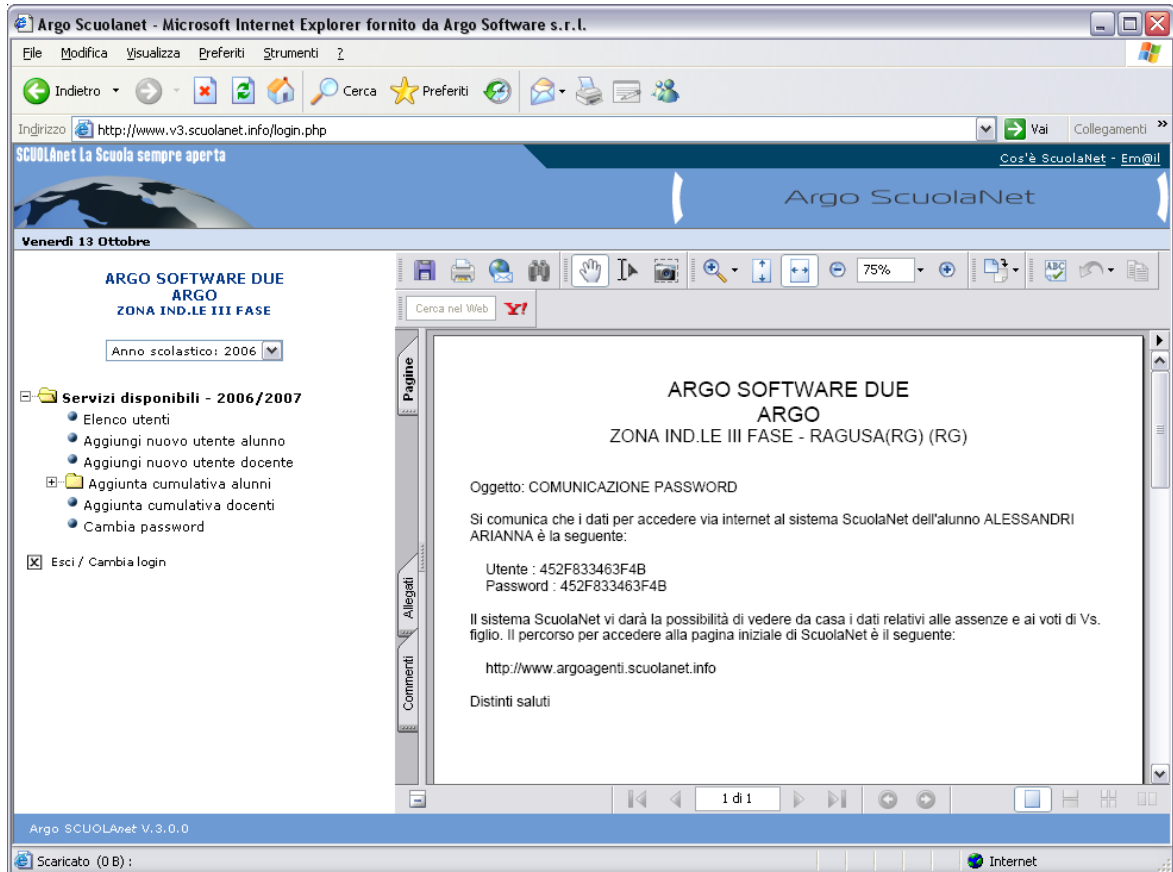 Argo Scuolanet - Microsoft Internet Explorer fornito da Argo Software s.r.l.
File Modifica Visualizza Preferiti Strumenti ?
Indietro Cerca Preferiti
Indirizzo http://www.v3.scuolanet.info/login.php Vai Collegamenti »
SCUOLAnet La Scuola sempre aperta
Cos'è ScuolaNet - Em@il
Argo ScuolaNet
Venerdì 13 Ottobre
ARGO SOFTWARE DUE
ARGO
ZONA IND.LE III FASE
Anno scolastico: 2006
Servizi disponibili - 2006/2007
Elenco utenti
Aggiungi nuovo utente alunno
Aggiungi nuovo utente docente
Aggiunta cumulativa alunni
Aggiunta cumulativa docenti
Cambia password
X Esci / Cambia login
75%
ABC
Cerca nel Web Y!
Pagine
Allegati
Commenti
ARGO SOFTWARE DUE
ARGO
ZONA IND.LE III FASE - RAGUSA(RG) (RG)
Oggetto: COMUNICAZIONE PASSWORD
Si comunica che i dati per accedere via internet al sistema ScuolaNet dell'alunno ALESSANDRI
ARIANNA è la seguente:
Utente : 452F833463F4B
Password : 452F833463F4B
Il sistema ScuolaNet vi darà la possibilità di vedere da casa i dati relativi alle assenze e ai voti di Vs.
figlio. Il percorso per accedere alla pagina iniziale di ScuolaNet è il seguente:
http://www.argoagenti.scuolanet.info
Distinti saluti
1 di 1
Argo SCUOLAnet V.3.0.0
Scaricato (0 B) :
Internet